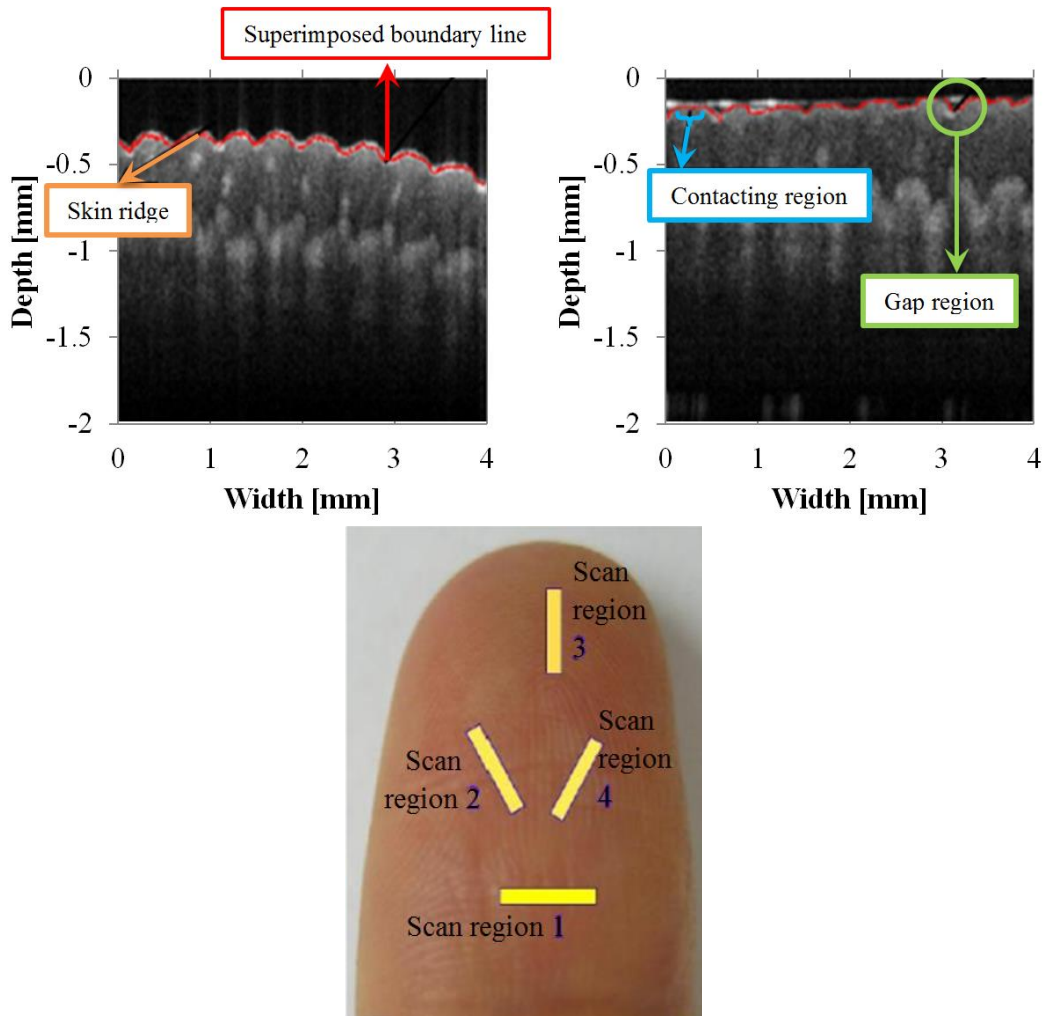 Superimposed boundary line
0
-0.5
-1
-1.5
-2
Depth [mm]
Skin ridge
0 1 2 3 4
Width [mm]
0
-0.5
-1
-1.5
-2
Depth [mm]
Contacting region
Gap region
0 1 2 3 4
Width [mm]
Scan
region
3
Scan
region
4
Scan
region 2
Scan region 1